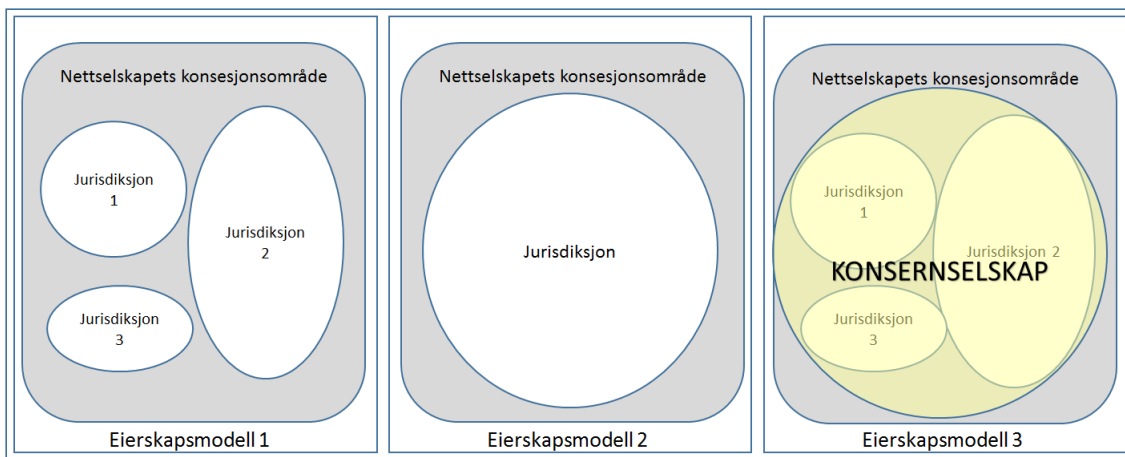 Nettselskapets konsesjonsområde
Jurisdiksjon
1
Jurisdiksjon
2
Jurisdiksjon
3
Eierskapsmodell 1
Nettselskapets konsesjonsområde
Jurisdiksjon
Eierskapsmodell 2
Nettselskapets konsesjonsområde
Jurisdiksjon
1
Jurisdiksjon 2
KONSERNSELSKAP
Jurisdiksjon
3
Eierskapsmodell 3